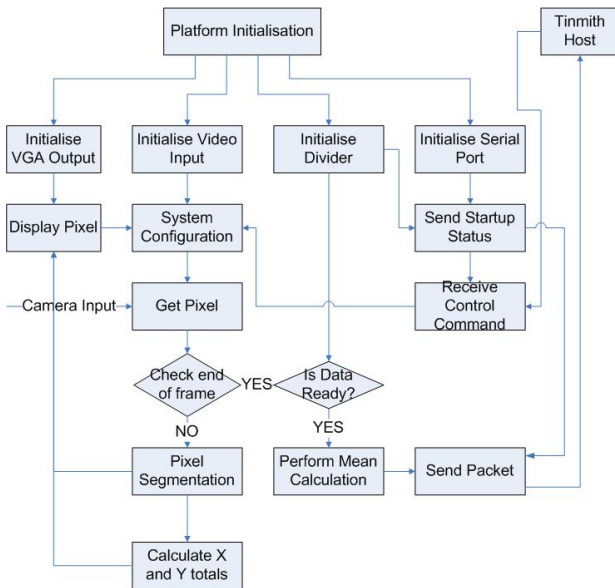 Platform Initialisation
Tinmith
Host
Initialise
VGA Output
Initialise Video
Input
Initialise
Divider
Initialise Serial
Port
Display Pixel
System
Configuration
Send Startup
Status
Camera Input
Get Pixel
Receive
Control
Command
Check end
of frame
YES
Is Data
Ready?
NO
YES
Pixel
Segmentation
Perform Mean
Calculation
Send Packet
Calculate X
and Y totals